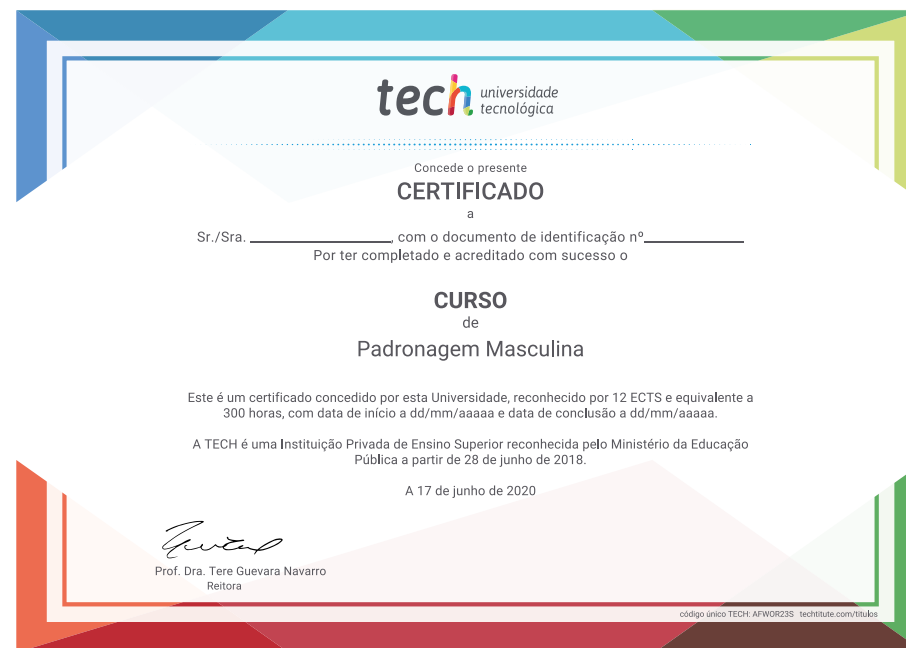 tech universidade
tecnológica
Concede o presente
CERTIFICADO
a
Sr./Sra. ____________________, com o documento de identificação nº______________
Por ter completado e acreditado com sucesso o
CURSO
de
Padronagem Masculina
Este é um certificado concedido por esta Universidade, reconhecido por 12 ECTS e equivalente a
300 horas, com data de início a dd/mm/aaaaa e data de conclusão a dd/mm/aaaaa.
A TECH é uma Instituição Privada de Ensino Superior reconhecida pelo Ministério da Educação
Pública a partir de 28 de junho de 2018.
A 17 de junho de 2020
Prof. Dra. Tere Guevara Navarro
Reitora
código único TECH: AFWOR23S techtitute.com/titulos